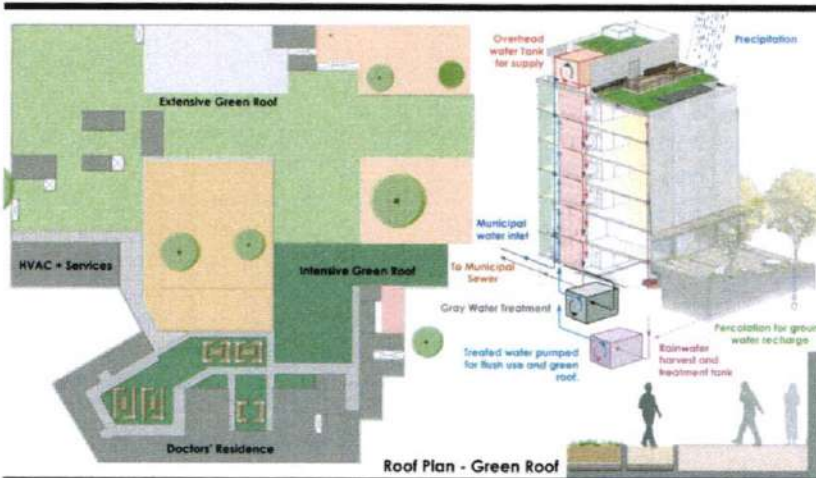 Extensive Green Roof
HVAC + Services
Intensive Green Roof
Doctors' Residence
Roof Plan - Green Roof
Overhead
water Tank
for supply
Precipitation
Municipal
water inlet
To Municipal
Sewer
Gray Water Treatment
Treated water pumped
for flush use and green
roof.
Rainwater
harvest and
treatment tank
Percolation for groun
water recharge